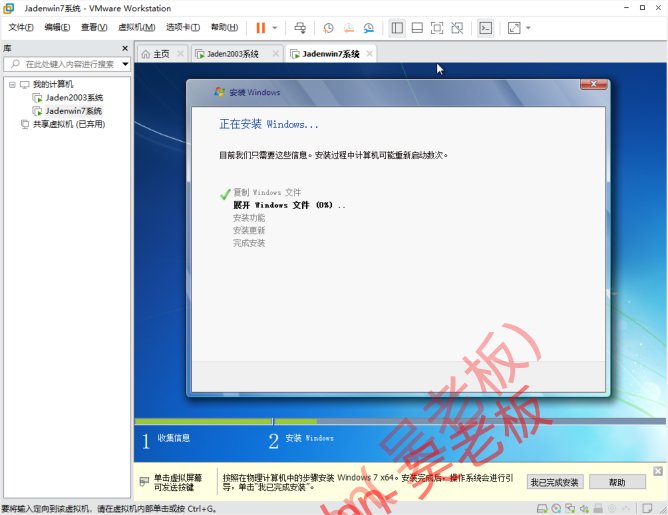 Jadenwin7系统 - VMware Workstation
文件(F) 编辑(E) 查看(V) 虚拟机(M) 选项卡(T) 帮助(H)
库
在此处键入内容进行搜索
我的计算机
Jaden2003系统
Jadenwin7系统
共享虚拟机 (已弃用)
主页 Jaden2003系统 Jadenwin7系统
安装 Windows
正在安装 Windows...
目前我们只需要这些信息。安装过程中计算机可能重新启动数次。
复制 Windows 文件
展开 Windows 文件 (0%) ..
安装功能
安装更新
完成安装
1 收集信息 2 安装 Windows
单击虚拟屏幕
可发送按键
按照在物理计算机中的步骤安装 Windows 7 x64。安装完成后，操作系统会进行引
导，单击"我已完成安装"。
我已完成安装 帮助
要将输入定向到该虚拟机，请在虚拟机内部单击或按 Ctrl+G。
吴老板)
吴老板